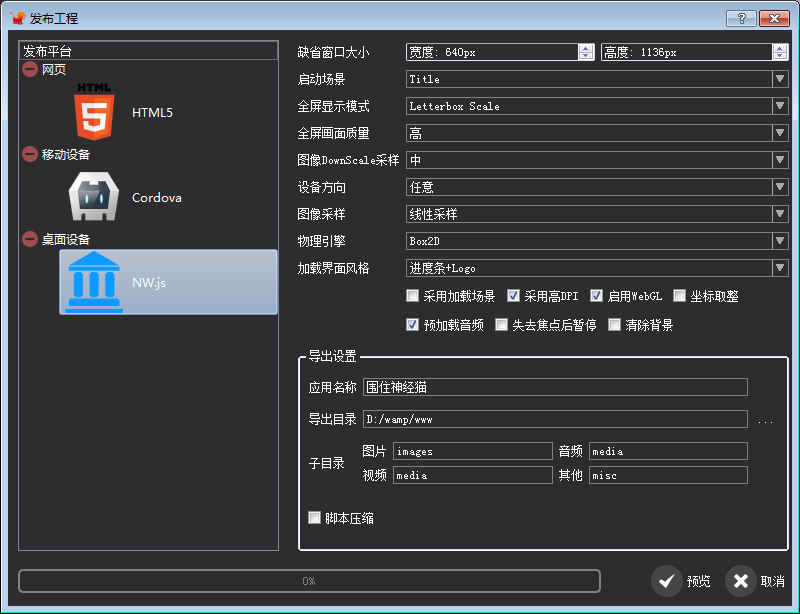 发布工程
发布平台
网页
HTML
5
HTML5
移动设备
Cordova
桌面设备
NW.js
缺省窗口大小 宽度: 640px 高度: 1136px
启动场景 Title
全屏显示模式 Letterbox Scale
全屏画面质量 高
图像DownScale采样 中
设备方向 任意
图像采样 线性采样
物理引擎 Box2D
加载界面风格 进度条+Logo
采用加载场景 采用高DPI 启用WebGL 坐标取整
预加载音频 失去焦点后暂停 清除背景
导出设置
应用名称 围住神经猫
导出目录 D:/wamp/www ...
子目录 图片 images 音频 media
视频 media 其他 misc
脚本压缩
0% 预览 取消